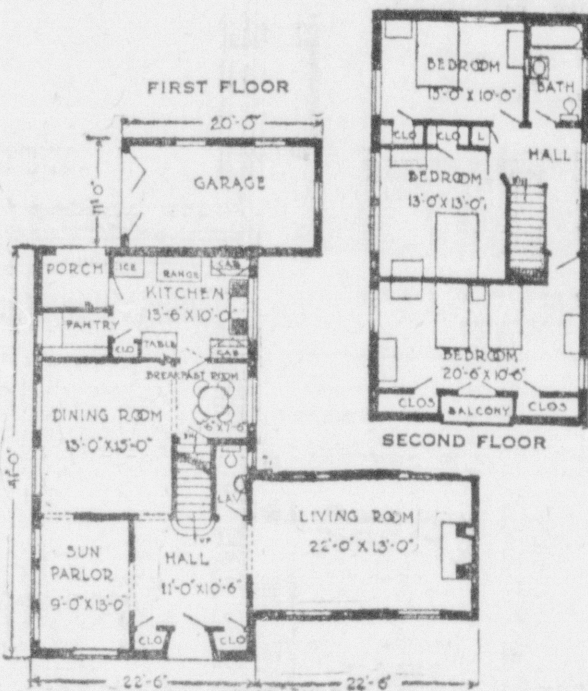 FIRST FLOOR
20'-0"
11'-0"
GARAGE
PORCH
ICE
RANGE
CAB
KITCHEN
13'-6" X 10'-0"
PANTRY
CLO
TABLE
CAB
BREAKFAST ROOM
DINING ROOM
13'-0" X 15'-0"
DN
UP
LAV
41'-0"
SUN
PARLOR
9'-0" X 13'-0"
HALL
11'-0" X 10'-6"
CLO
CLO
LIVING ROOM
22'-0" X 13'-0"
22'-6"
22'-6"
BEDROOM
13'-0" X 10'-0"
BATH
CLO
CLO
L
HALL
BEDROOM
13'-0" X 13'-0"
BEDROOM
20'-6" X 10'-6"
CLOS
BALCONY
CLOS
SECOND FLOOR